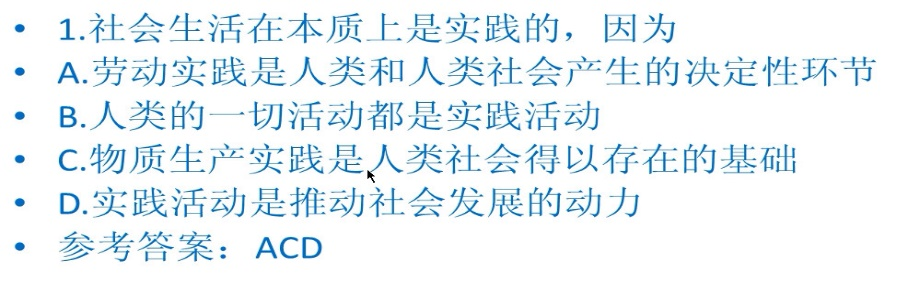 • 1.社会生活在本质上是实践的，因为
• A.劳动实践是人类和人类社会产生的决定性环节
• B.人类的一切活动都是实践活动
• C.物质生产实践是人类社会得以存在的基础
• D.实践活动是推动社会发展的动力
• 参考答案：ACD